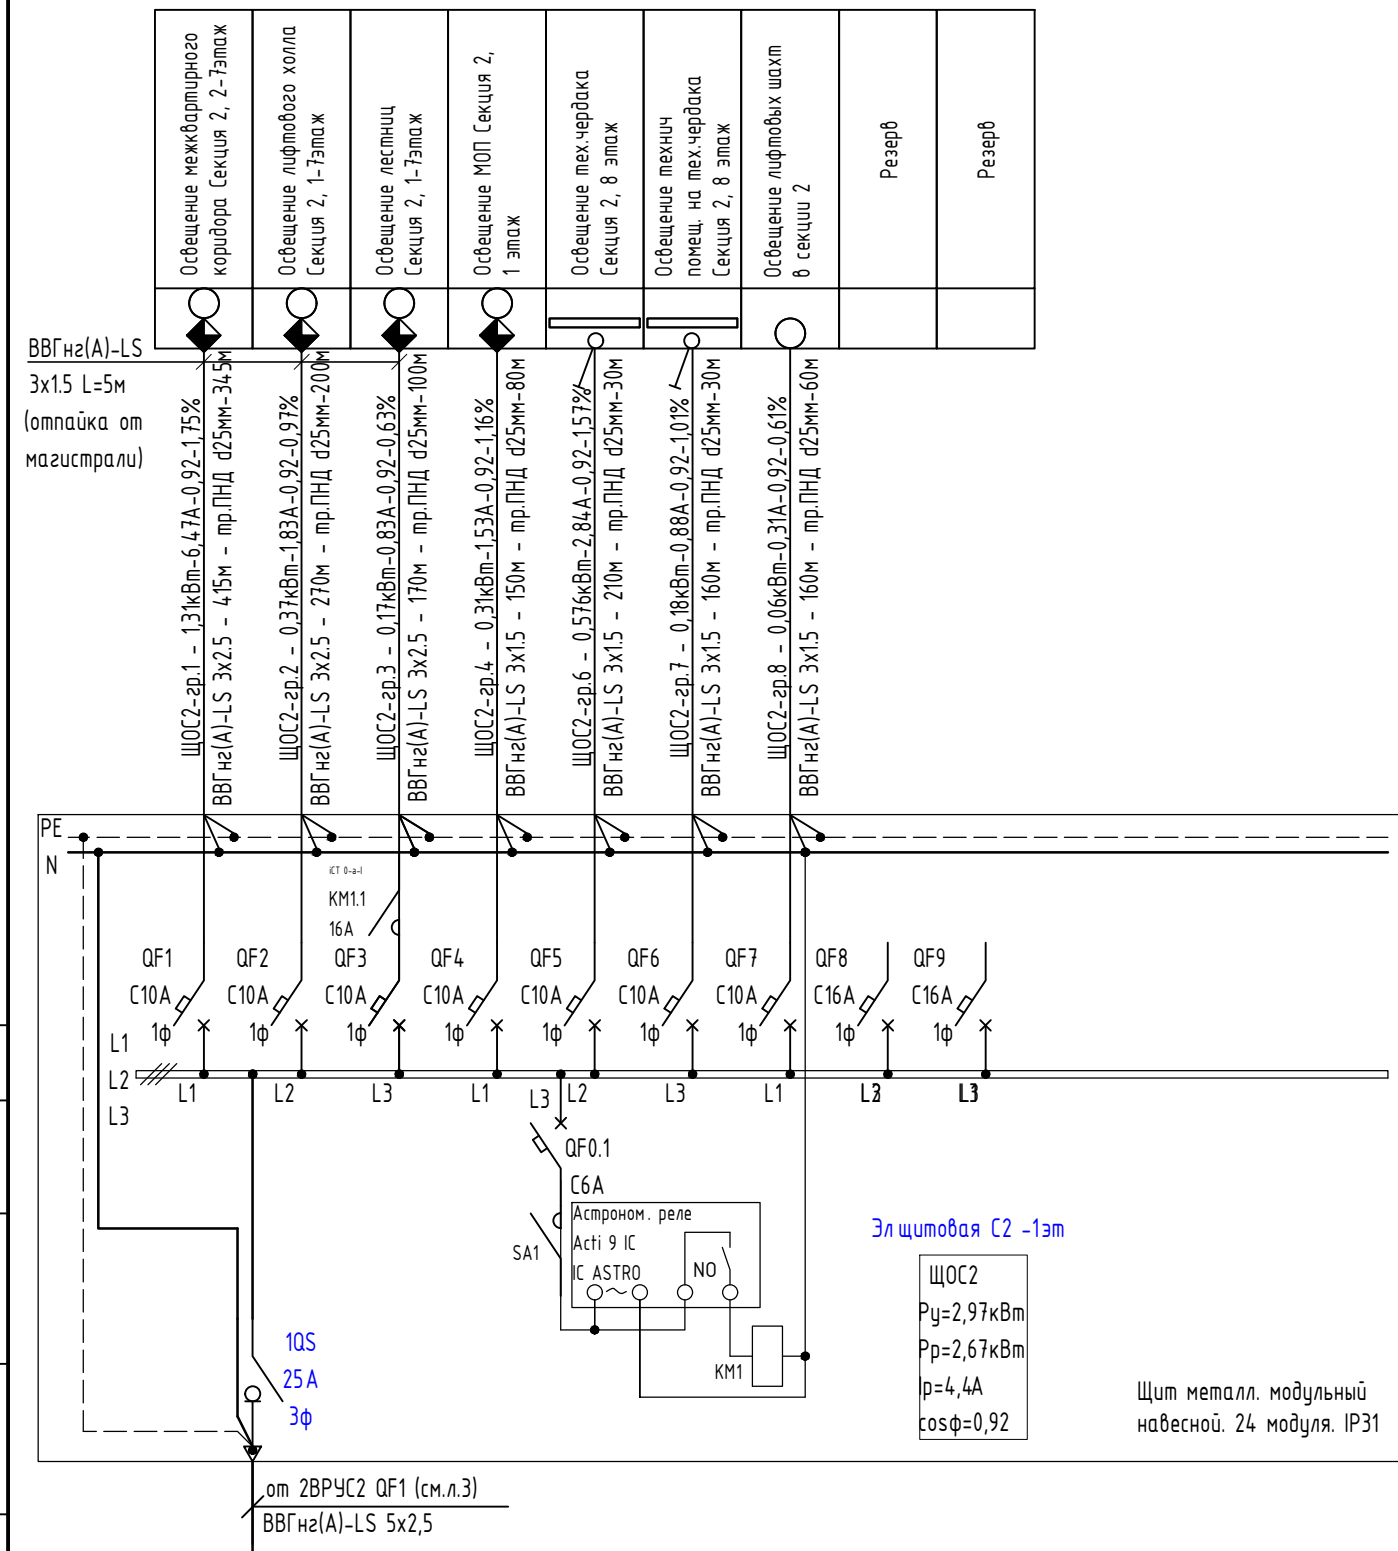 Освещение межквартирного
коридора Секция 2, 2-7этаж
Освещение лифтового холла
Секция 2, 1-7этаж
Освещение лестниц
Секция 2, 1-7этаж
Освещение МОП Секция 2,
1 этаж
Освещение тех.чердака
Секция 2, 8 этаж
Освещение технич
помещ. на тех.чердака
Секция 2, 8 этаж
Освещение лифтовых шахт
в секции 2
Резерв
Резерв
ВВГнг(А)-LS
3х1.5 L=5м
(отпайка от
магистрали)
ЩОС2-гр.1 - 1,31кВт-6,47А-0,92-1,75%
ВВГнг(А)-LS 3х2.5 - 415м - тр.ПНД d25мм-345м
ЩОС2-гр.2 - 0,37кВт-1,83А-0,92-0,97%
ВВГнг(А)-LS 3х2.5 - 270м - тр.ПНД d25мм-200м
ЩОС2-гр.3 - 0,17кВт-0,83А-0,92-0,63%
ВВГнг(А)-LS 3х2.5 - 170м - тр.ПНД d25мм-100м
ЩОС2-гр.4 - 0,31кВт-1,53А-0,92-1,16%
ВВГнг(А)-LS 3х1.5 - 150м - тр.ПНД d25мм-80м
ЩОС2-гр.6 - 0,576кВт-2,84А-0,92-1,57%
ВВГнг(А)-LS 3х1.5 - 210м - тр.ПНД d25мм-30м
ЩОС2-гр.7 - 0,18кВт-0,88А-0,92-1,01%
ВВГнг(А)-LS 3х1.5 - 160м - тр.ПНД d25мм-30м
ЩОС2-гр.8 - 0,06кВт-0,31А-0,92-0,61%
ВВГнг(А)-LS 3х1.5 - 160м - тр.ПНД d25мм-60м
PE
N
iCT 0-a-I
КМ1.1
16А
QF1
C10A
1ф
QF2
C10A
1ф
QF3
C10A
1ф
QF4
C10A
1ф
QF5
C10A
1ф
QF6
C10A
1ф
QF7
C10A
1ф
QF8
C16A
1ф
QF9
C16A
1ф
L1
L2
L3
L1
L2
L3
L1
L3
L2
L3
L1
QF0.1
C6A
SA1
Астроном. реле
Acti 9 IC
IC ASTRO
NO
KM1
Эл щитовая С2 -1эт
ЩОС2
Ру=2,97кВт
Рр=2,67кВт
Iр=4,4А
cosф=0,92
1QS
25А
3ф
Щит металл. модульный
навесной. 24 модуля. IP31
от 2ВРУС2 QF1 (см.л.3)
ВВГнг(А)-LS 5х2,5